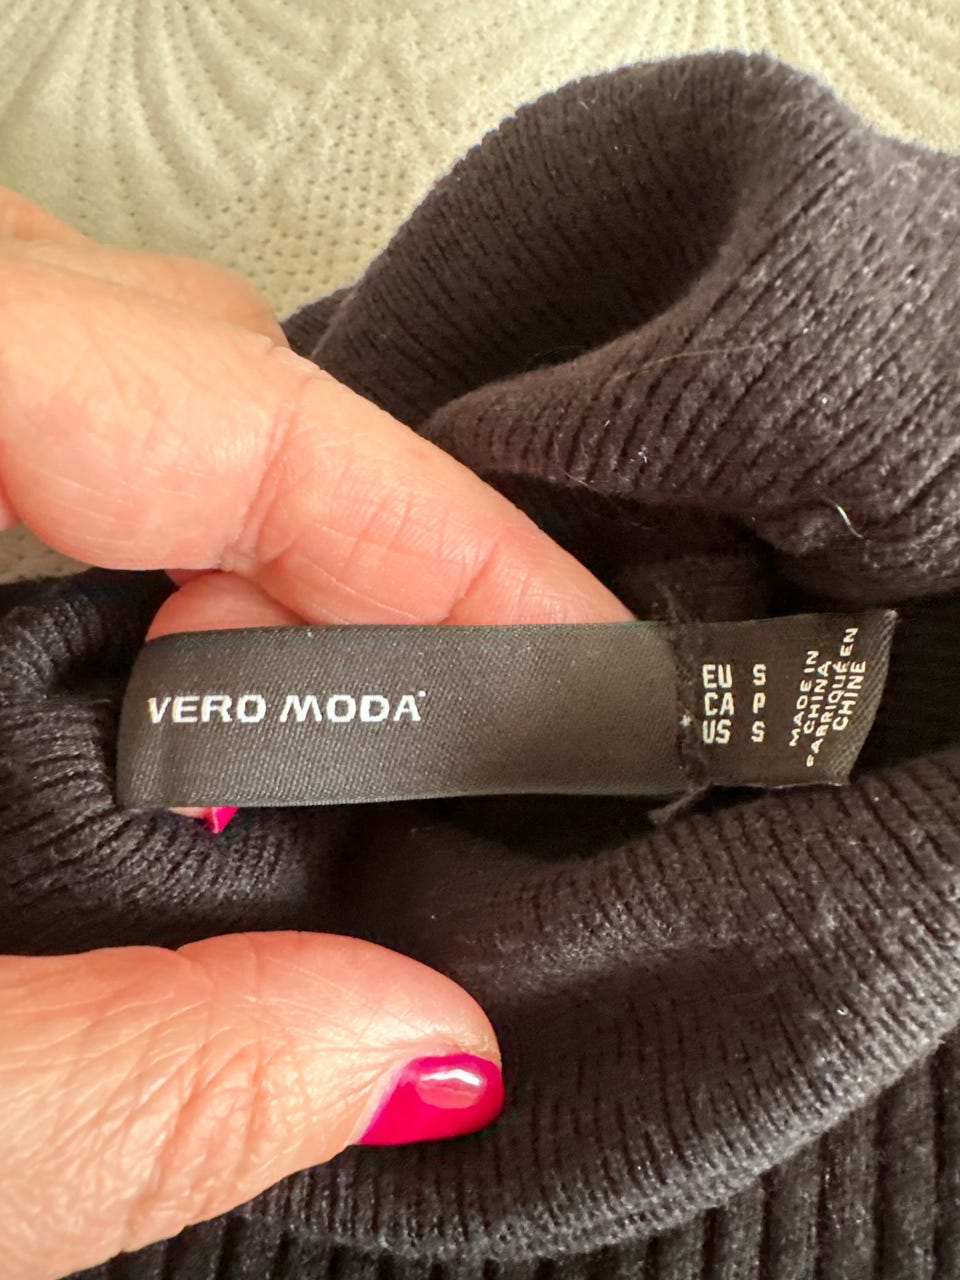 VERO MODA
EU S
CA P
US S
MADE IN
CHINA
FABRIQUÉ EN
CHINE